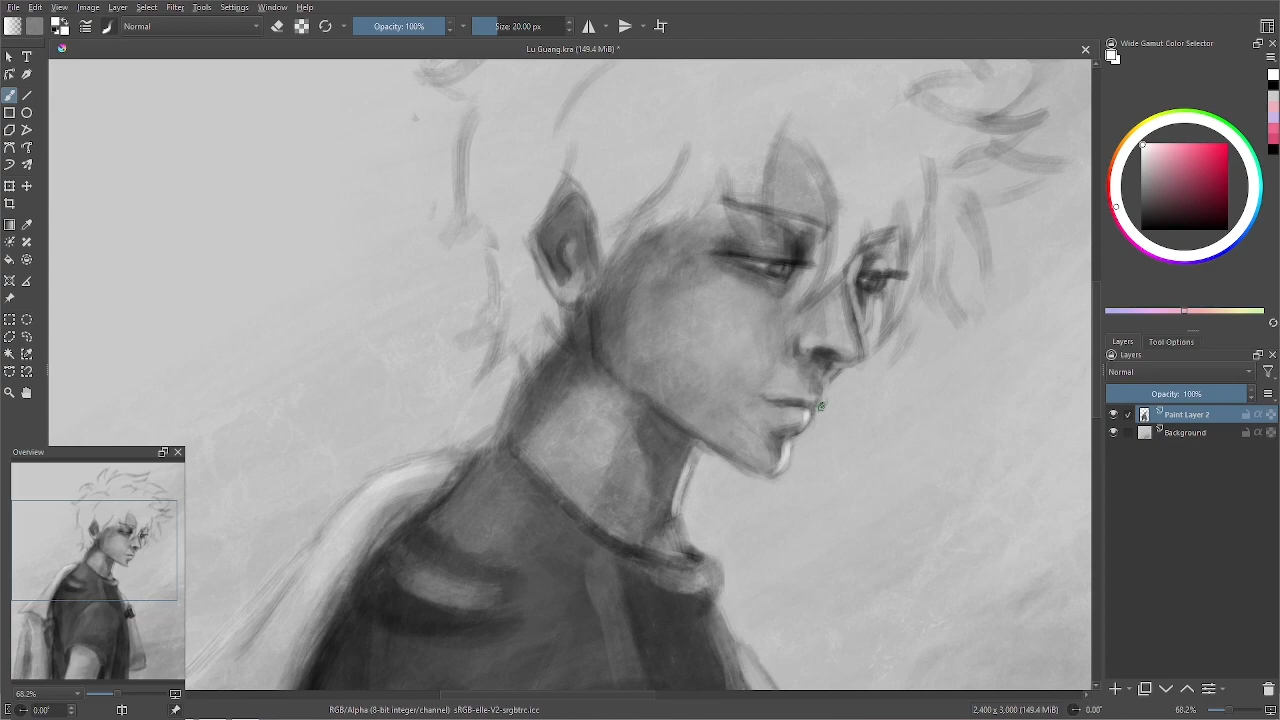 File Edit View Image Layer Select Filter Tools Settings Window Help
Normal Opacity: 100% Size: 20.00 px
Lu Guang.kra (149.4 MiB) *
Wide Gamut Color Selector
Layers Tool Options
Layers
Normal
Opacity: 100%
Paint Layer 2
Background
Overview
68.2%
0.00°
RGB/Alpha (8-bit integer/channel) sRGB-elle-V2-srgbtrc.icc
2,400 x 3,000 (149.4 MiB)
0.00°
68.2%